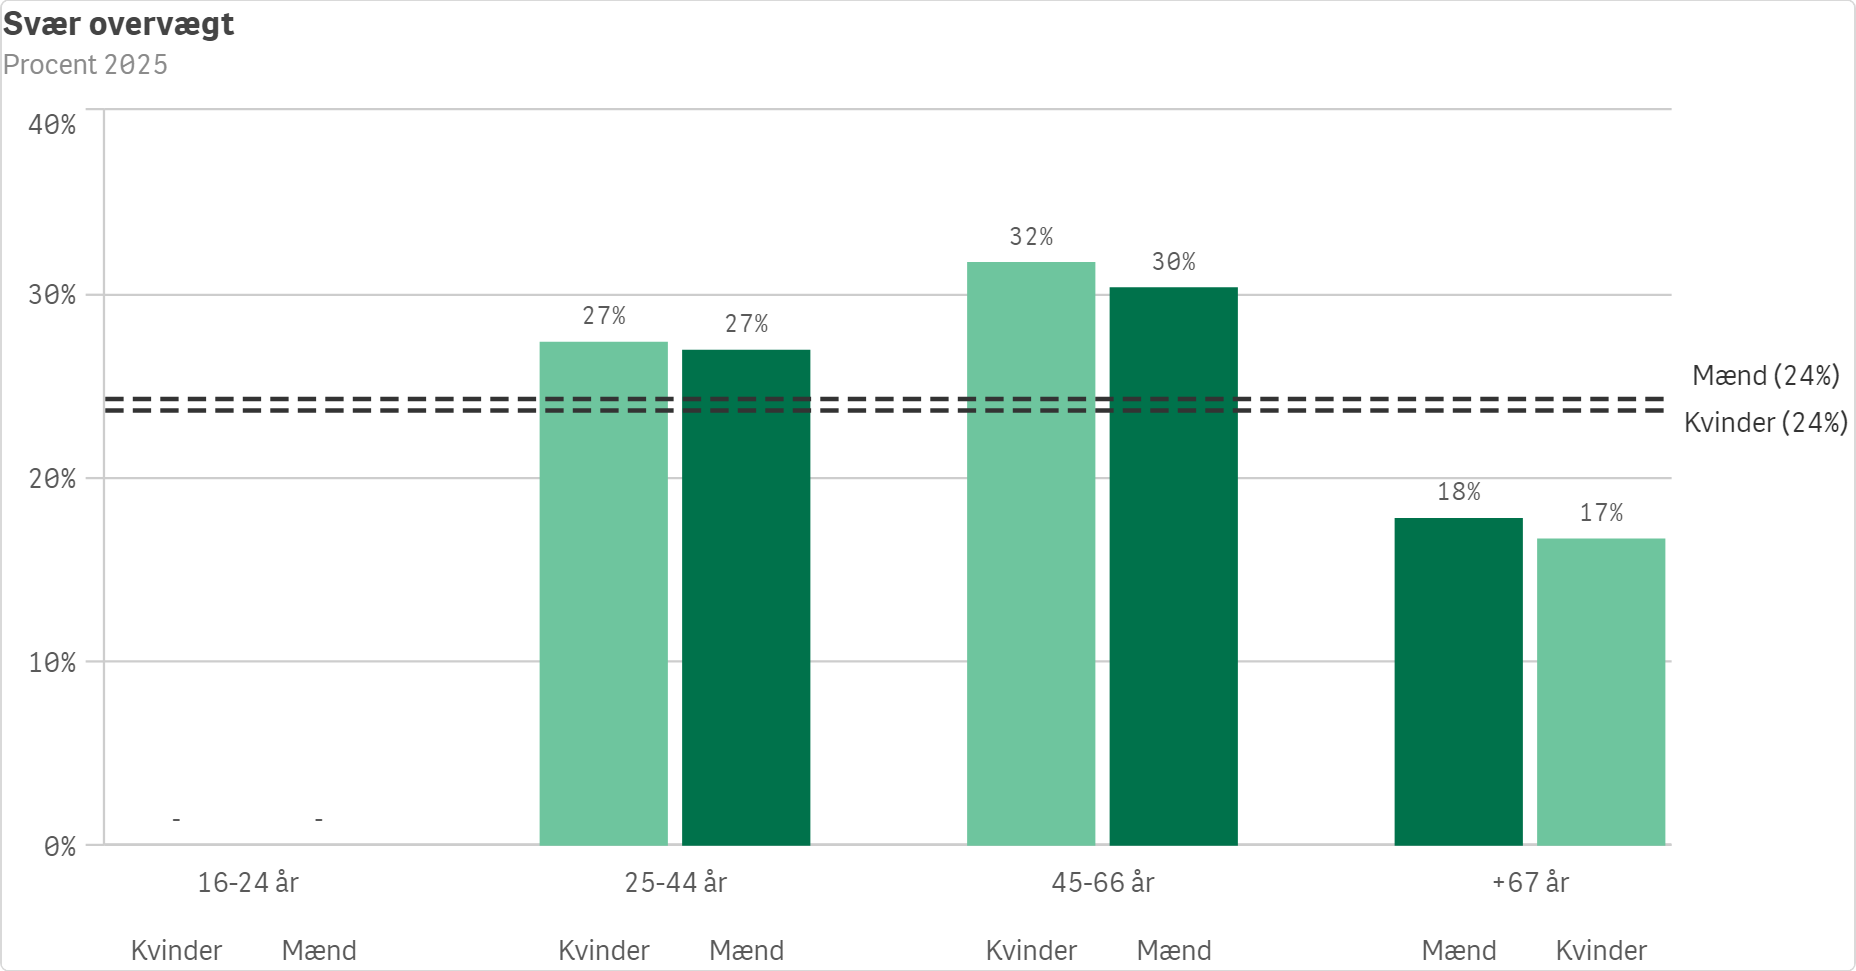 Svær overvægt
Procent 2025
40%
30%
20%
10%
0%
- -
27% 27%
32% 30%
18% 17%
Mænd (24%)
Kvinder (24%)
16-24 år 25-44 år 45-66 år +67 år
Kvinder Mænd Kvinder Mænd Kvinder Mænd Mænd Kvinder